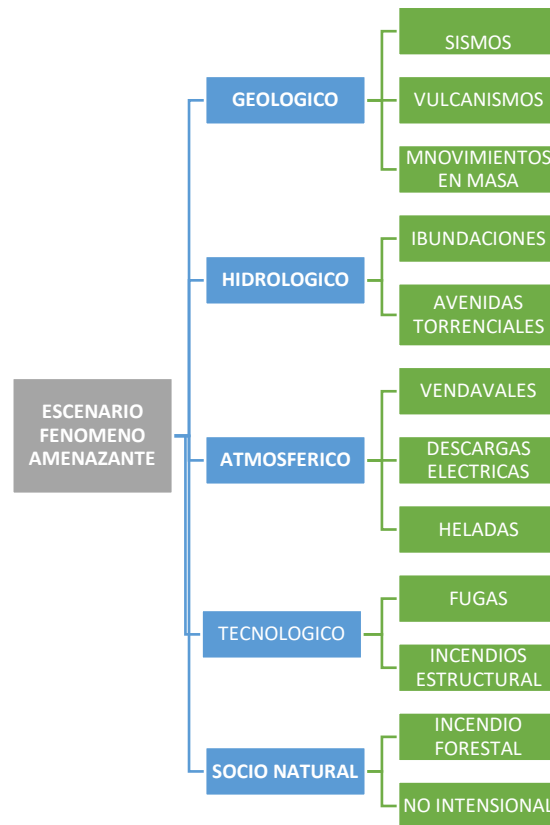 ESCENARIO
FENOMENO
AMENAZANTE
GEOLOGICO
SISMOS
VULCANISMOS
MNOVIMIENTOS
EN MASA
HIDROLOGICO
IBUNDACIONES
AVENIDAS
TORRENCIALES
ATMOSFERICO
VENDAVALES
DESCARGAS
ELECTRICAS
HELADAS
TECNOLOGICO
FUGAS
INCENDIOS
ESTRUCTURAL
SOCIO NATURAL
INCENDIO
FORESTAL
NO INTENSIONAL